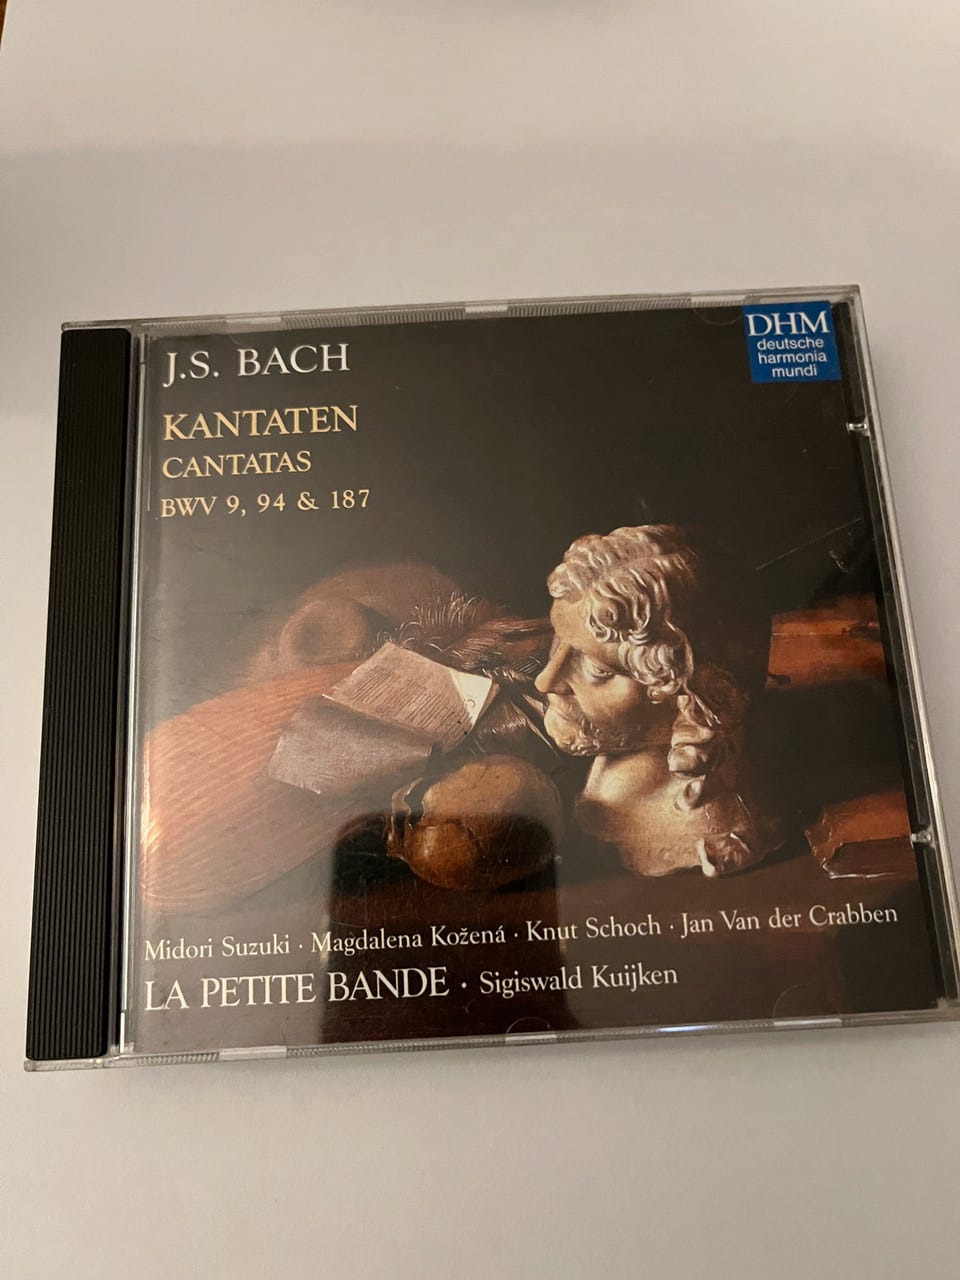 J.S. BACH
DHM
deutsche
harmonia
mundi
KANTATEN
CANTATAS
BWV 9, 94 & 187
Midori Suzuki · Magdalena Kožená · Knut Schoch · Jan Van der Crabben
LA PETITE BANDE · Sigiswald Kuijken